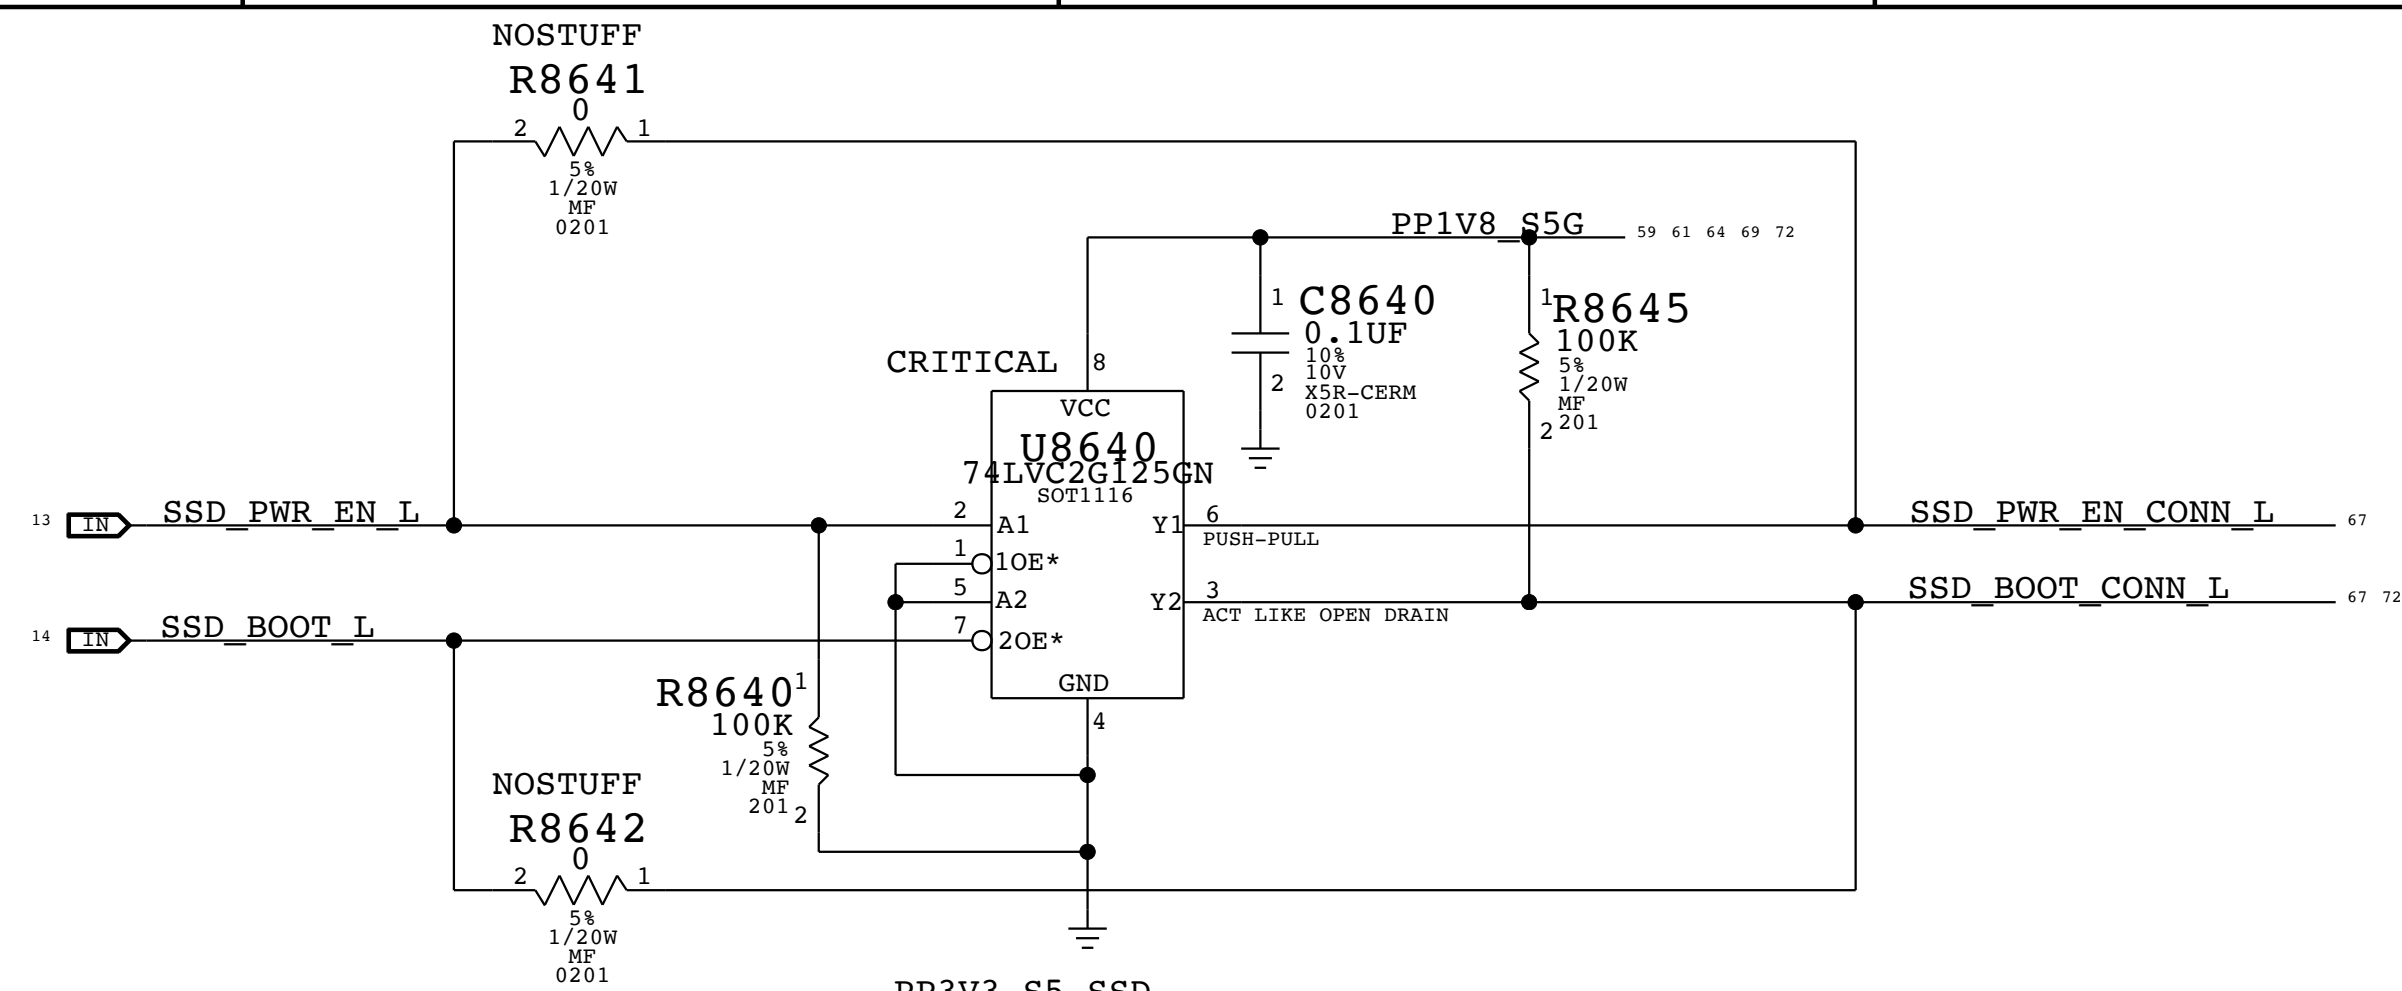 NOSTUFF
R8641
0
2 1
5%
1/20W
MF
0201
PP1V8_S5G 59 61 64 69 72
1 C8640
0.1UF
10%
10V
2 X5R-CERM
0201
1 R8645
100K
5%
1/20W
MF
2 201
CRITICAL 8
VCC
U8640
74LVC2G125GN
SOT1116
13 IN SSD_PWR_EN_L 2 A1 Y1 6 SSD_PWR_EN_CONN_L 67
PUSH-PULL
1 1OE*
5 A2 Y2 3 SSD_BOOT_CONN_L 67 72
ACT LIKE OPEN DRAIN
14 IN SSD_BOOT_L 7 2OE*
GND
4
R8640 1
100K
5%
1/20W
MF
201 2
NOSTUFF
R8642
0
2 1
5%
1/20W
MF
0201
PP3V3_S5_SSD